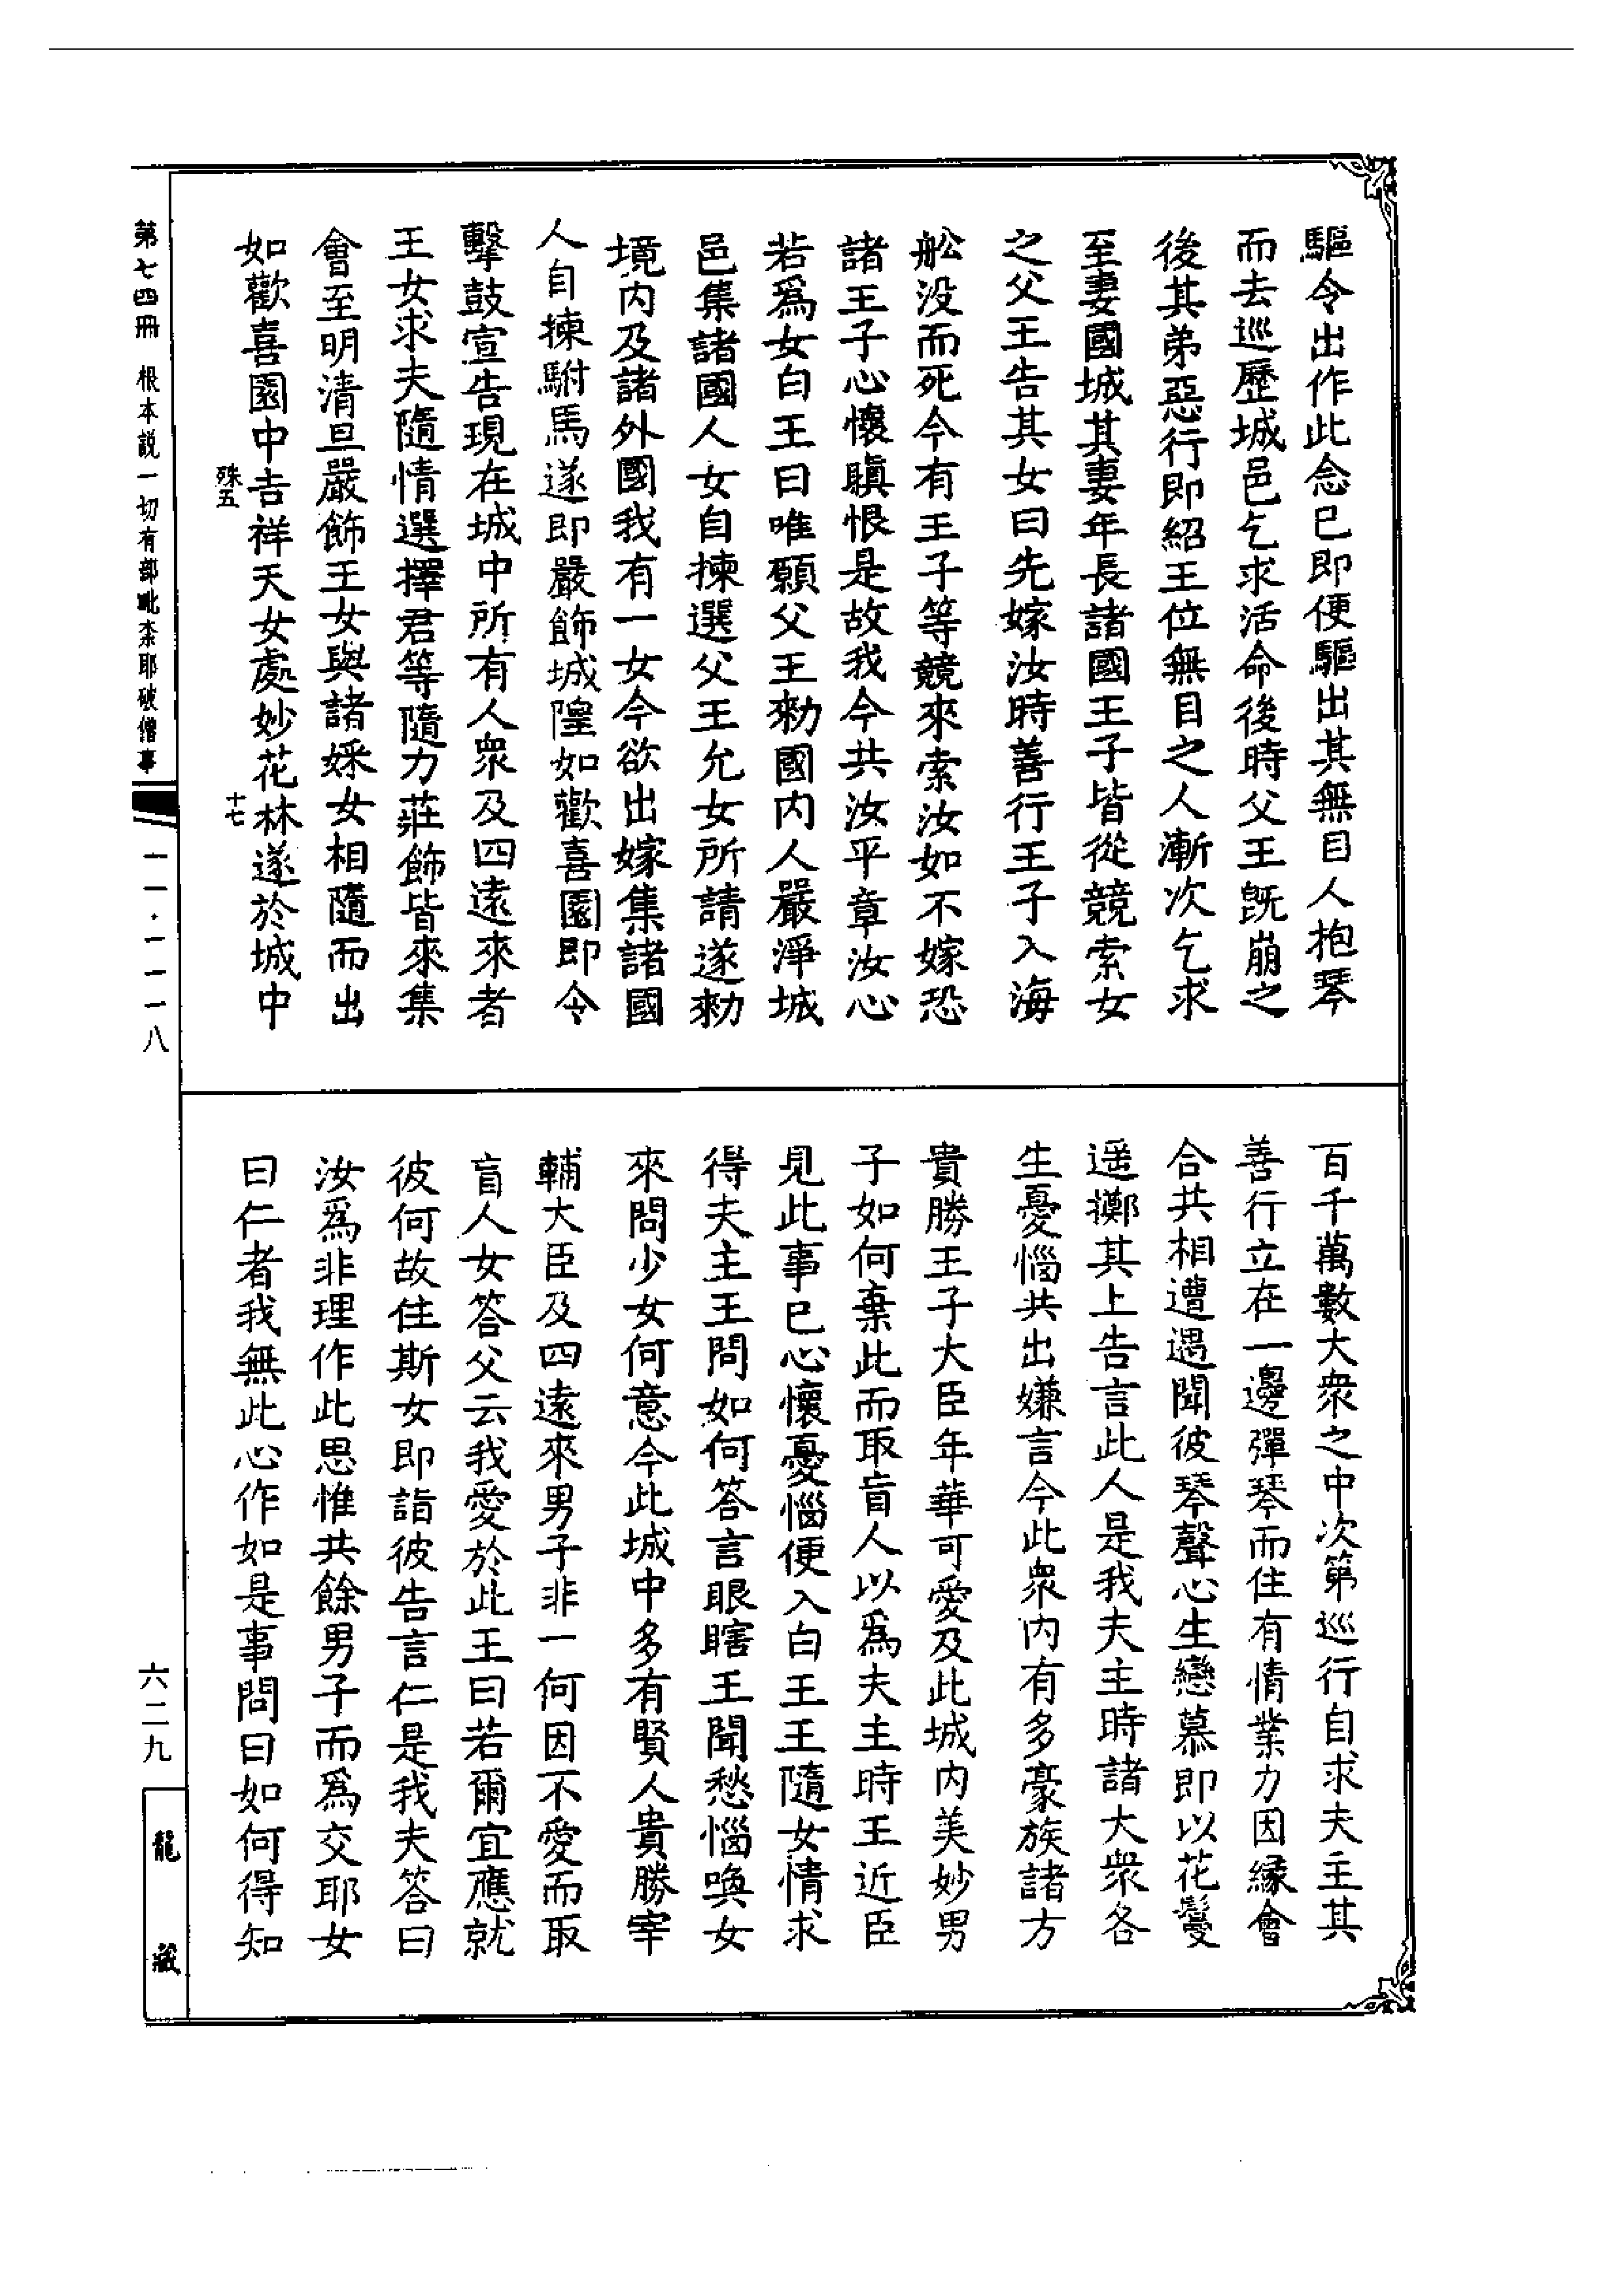 驅令出作此念已即便驅出其無目人抱琴
而去巡歷城邑乞求活命後時父王旣崩之
後其弟惡行即紹王位無目之人漸次乞求
至妻國城其妻年長諸國王子皆從競索女
之父王告其女曰先嫁汝時善行王子入海
舩没而死今有王子等競來索汝如不嫁恐
諸王子心懷瞋恨是故我今共汝平章汝心
若爲女白王曰唯願父王勑國内人嚴淨城
邑集諸國人女自揀選父王允女所請遂勑
境内及諸外國我有一女今欲出嫁集諸國
人自揀駙馬遂即嚴飾城隍如歡喜園即令
擊鼓宣告現在城中所有人衆及四遠來者
王女求夫隨情選擇君等隨力莊飾皆來集
會至明清旦嚴飾王女與諸婇女相隨而出
如歡喜園中吉祥天女處妙花林遂於城中
殊五
十七
百千萬數大衆之中次第巡行自求夫主其
善行立在一邊彈琴而住有情業力因緣會
合共相遭遇聞彼琴聲心生戀慕即以花鬘
遥擲其上告言此人是我夫主時諸大衆各
生憂惱共出嫌言今此衆内有多豪族諸方
貴勝王子大臣年華可愛及此城内美妙男
子如何棄此而取盲人以爲夫主時王近臣
見此事已心懷憂惱便入白王王隨女情求
得夫主王問如何答言眼瞎王聞愁惱喚女
來問少女何意今此城中多有賢人貴勝宰
輔大臣及四遠來男子非一何因不愛而取
盲人女答父云我愛於此王曰若爾宜應就
彼何故住斯女即詣彼告言仁是我夫答曰
汝爲非理作此思惟共餘男子而爲交耶女
曰仁者我無此心作如是事問曰如何得知
第七四冊 根本説一切有部毗柰耶破僧事
一一·一一一八
六二九
龍藏